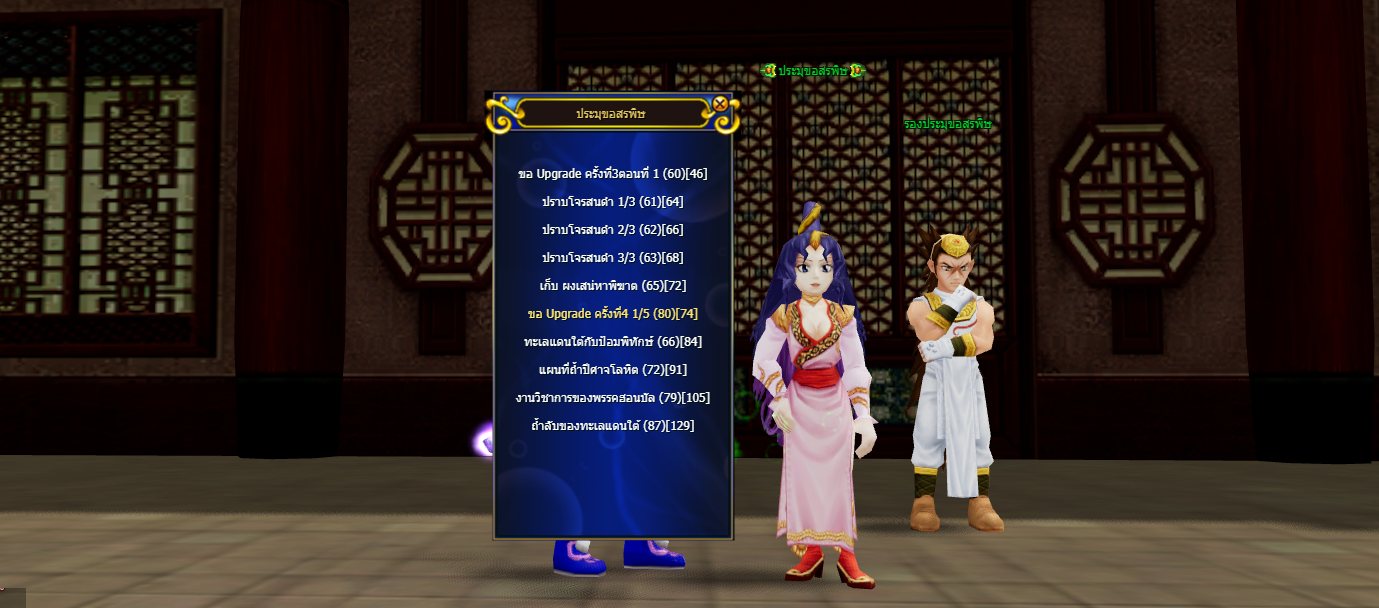 ประมุขอสรพิษ
รองประมุขอสรพิษ
ประมุขอสรพิษ
ขอ Upgrade ครั้งที่3ตอนที่ 1 (60)[46]
ปราบโจรสนดำ 1/3 (61)[64]
ปราบโจรสนดำ 2/3 (62)[66]
ปราบโจรสนดำ 3/3 (63)[68]
เก็บ ผงเสน่หาพิฆาต (65)[72]
ขอ Upgrade ครั้งที่4 1/5 (80)[74]
ทะเลแดนใต้กับป้อมพิทักษ์ (66)[84]
แผนที่ถ้ำปีศาจโลหิต (72)[91]
งานวิชาการของพรรคฮอนบัล (79)[105]
ถ้ำลับของทะเลแดนใต้ (87)[129]